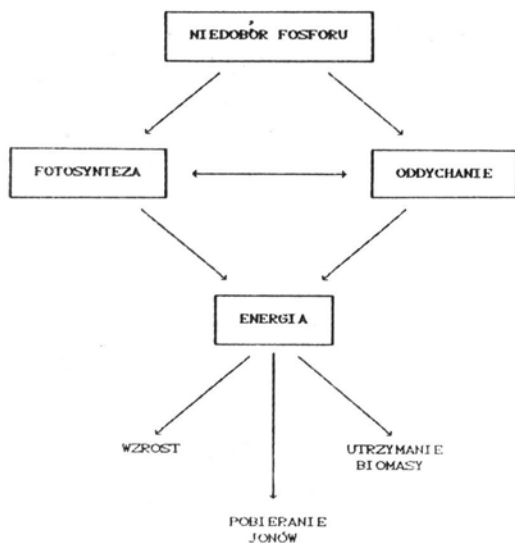 NIEDOBÓR FOSFORU
FOTOSYNTEZA
ODDYCHANIE
ENERGIA
WZROST
UTRZYMANIE
BIOMASY
POBIERANIE
JONÓW